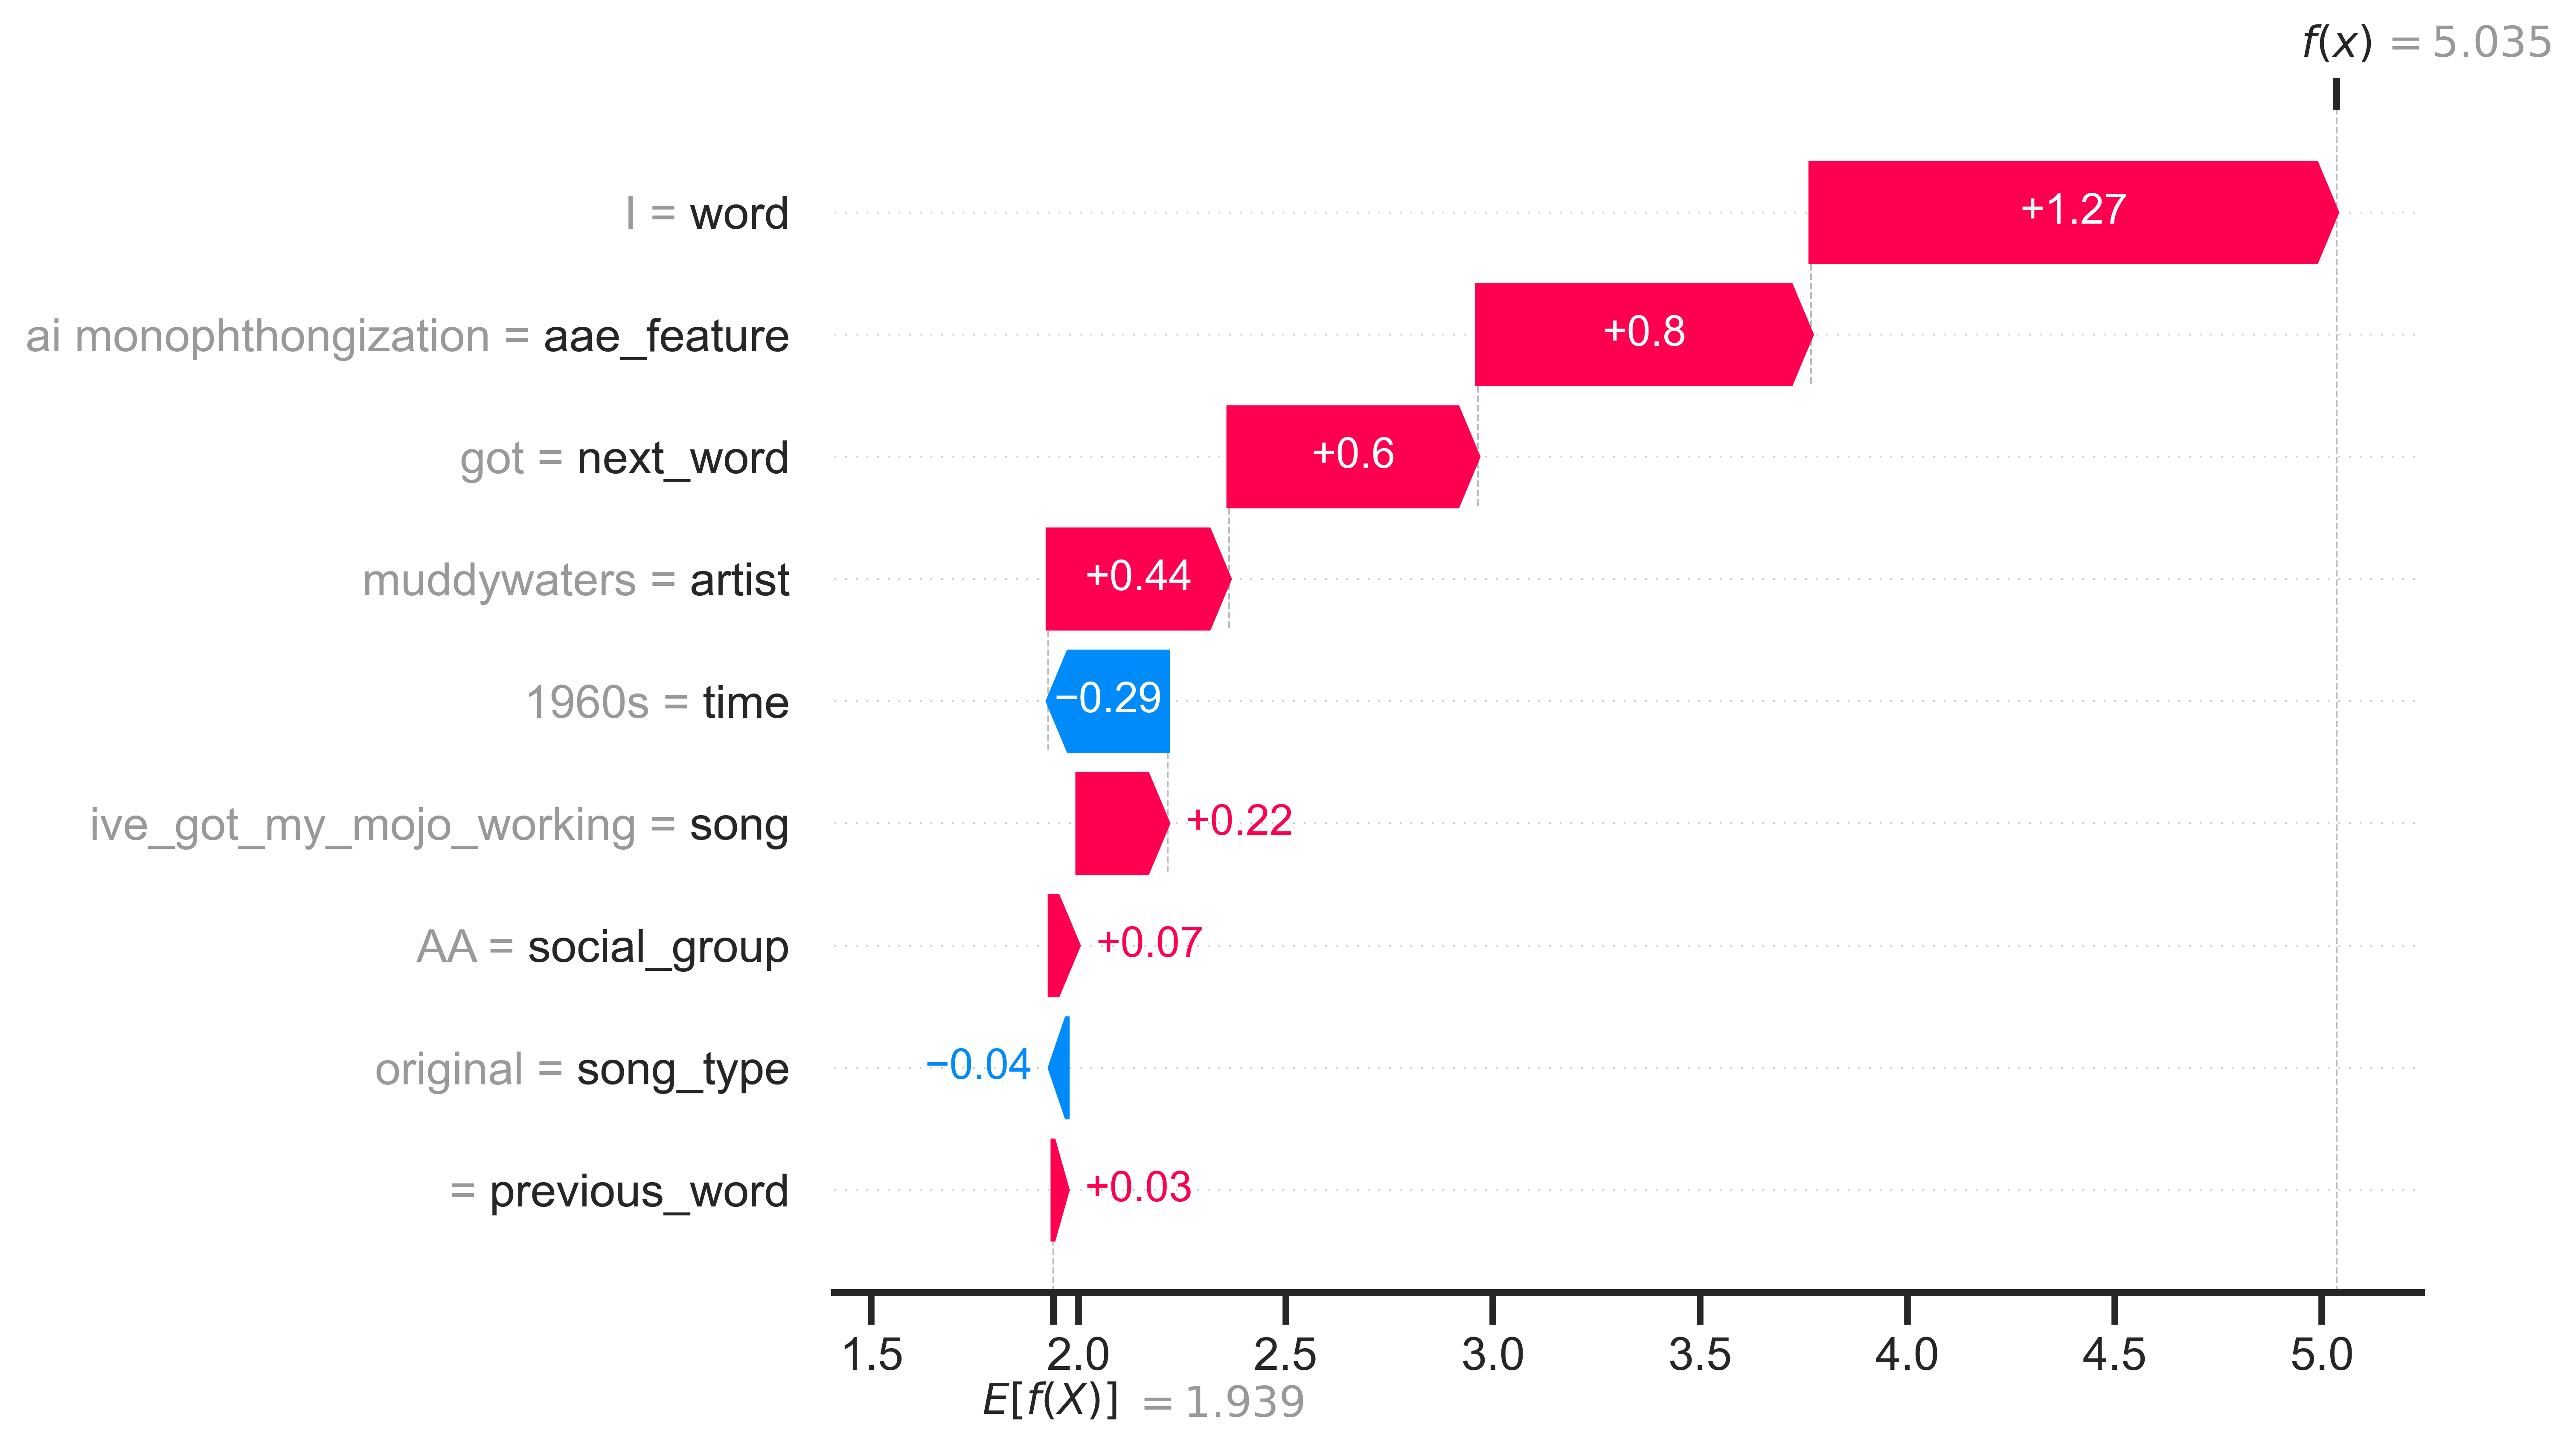 f(x) = 5.035
I = word
+1.27
ai monophthongization = aae_feature
+0.8
got = next_word
+0.6
muddywaters = artist
+0.44
1960s = time
−0.29
ive_got_my_mojo_working = song
+0.22
AA = social_group
+0.07
original = song_type
−0.04
= previous_word
+0.03
1.5 2.0 2.5 3.0 3.5 4.0 4.5 5.0
E[f(X)] = 1.939